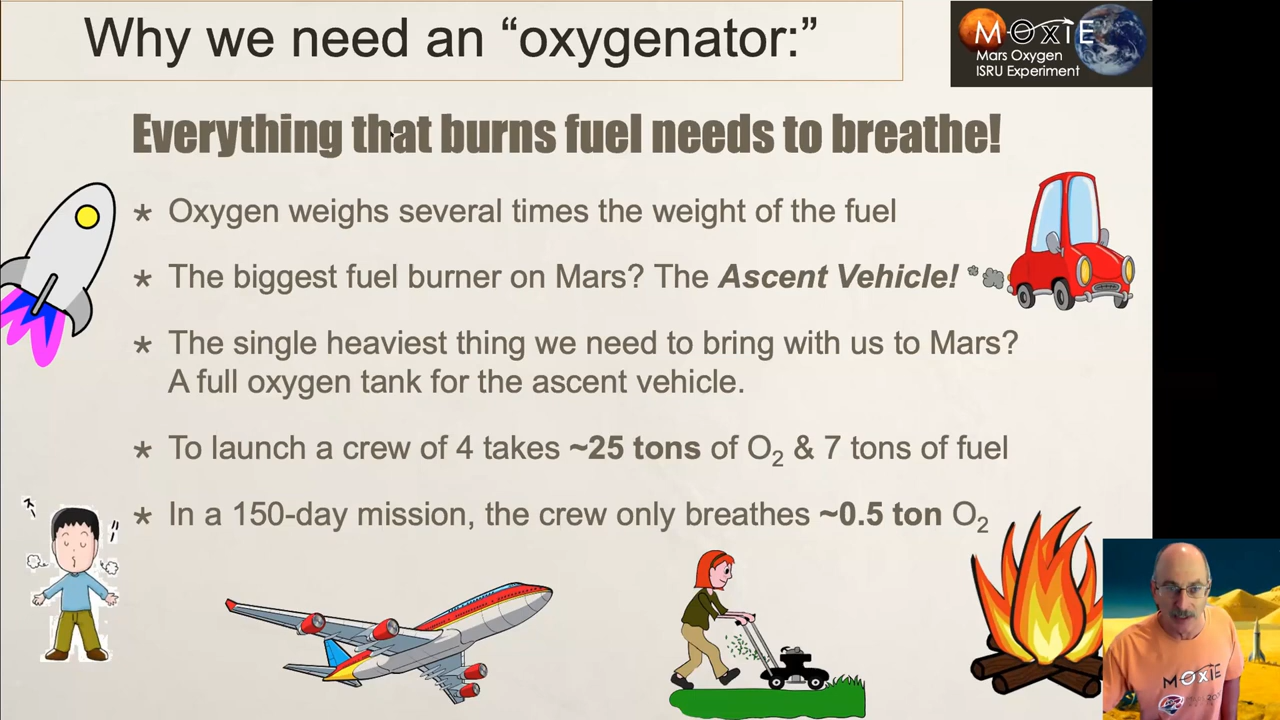 Why we need an “oxygenator:”
MOXIE
Mars Oxygen
ISRU Experiment
Everything that burns fuel needs to breathe!
* Oxygen weighs several times the weight of the fuel
* The biggest fuel burner on Mars? The Ascent Vehicle!
* The single heaviest thing we need to bring with us to Mars?
A full oxygen tank for the ascent vehicle.
* To launch a crew of 4 takes ~25 tons of O₂ & 7 tons of fuel
* In a 150-day mission, the crew only breathes ~0.5 ton O₂
MOXIE